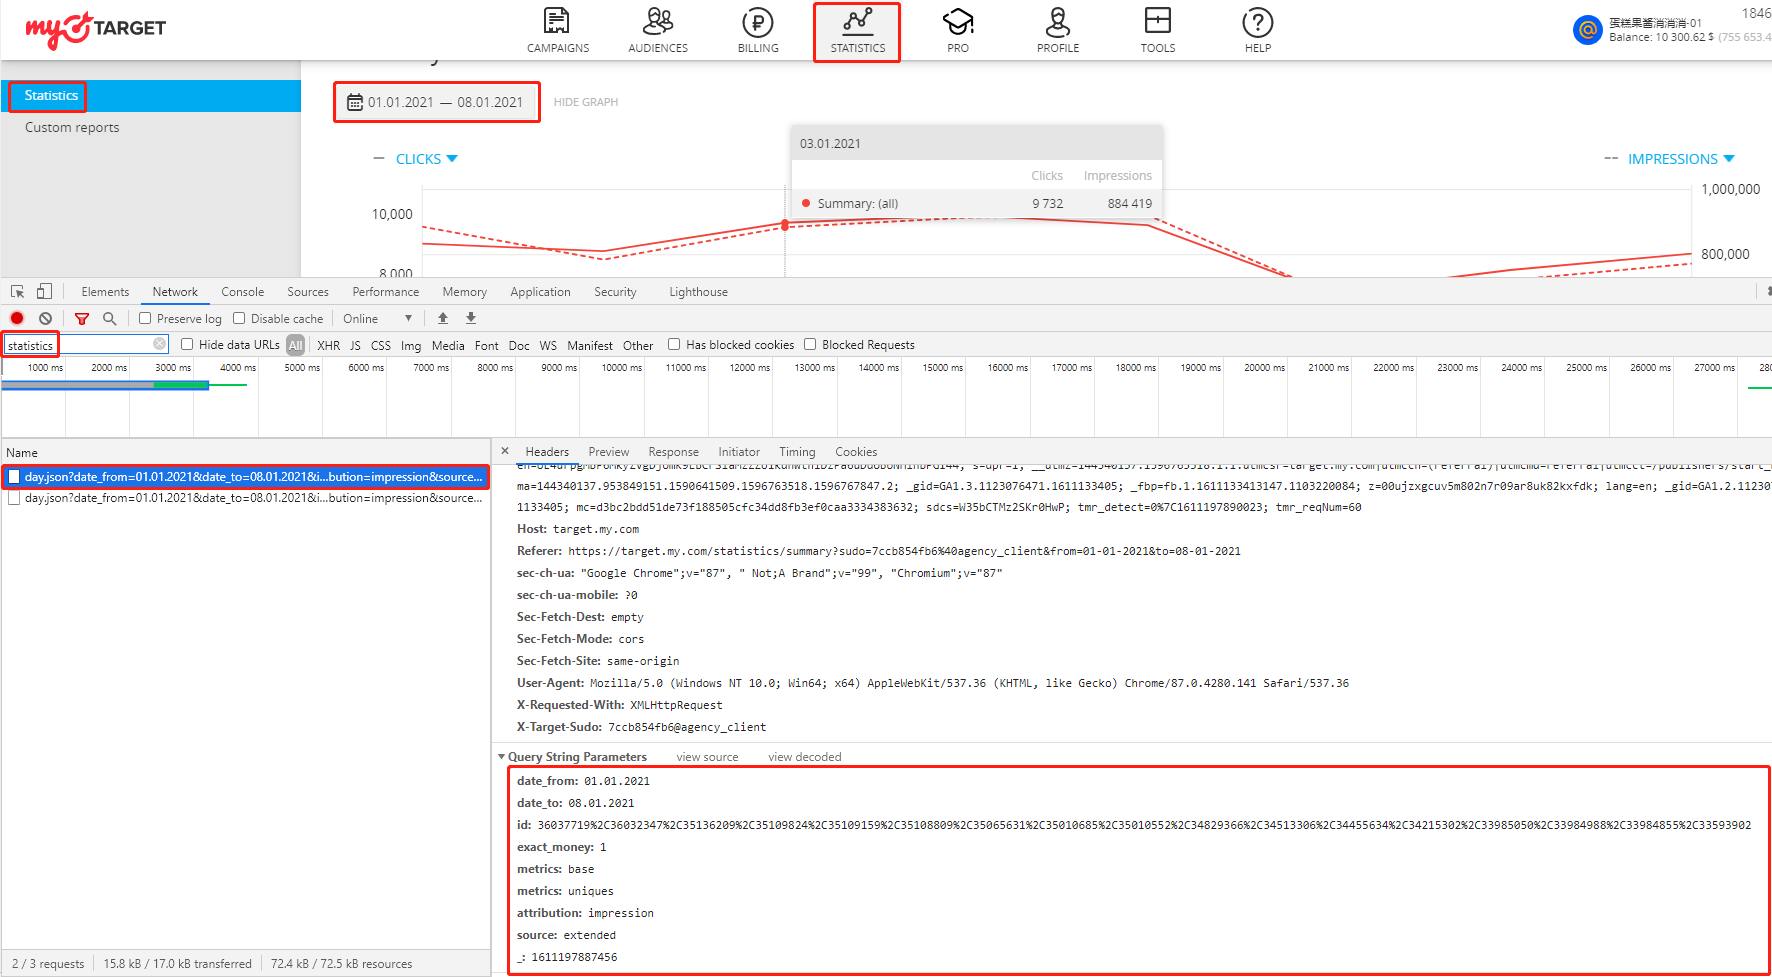 myTARGET
CAMPAIGNS AUDIENCES BILLING STATISTICS PRO PROFILE TOOLS HELP
1846
蛋糕果酱消消消-01
Balance: 10 300.62 $ (755 653.4
Statistics
Custom reports
01.01.2021 — 08.01.2021 HIDE GRAPH
03.01.2021
Clicks Impressions
Summary: (all) 9 732 884 419
CLICKS
IMPRESSIONS
10,000
8,000
1,000,000
800,000
Elements Network Console Sources Performance Memory Application Security Lighthouse
Preserve log Disable cache Online
statistics Hide data URLs All XHR JS CSS Img Media Font Doc WS Manifest Other Has blocked cookies Blocked Requests
1000 ms 2000 ms 3000 ms 4000 ms 5000 ms 6000 ms 7000 ms 8000 ms 9000 ms 10000 ms 11000 ms 12000 ms 13000 ms 14000 ms 15000 ms 16000 ms 17000 ms 18000 ms 19000 ms 20000 ms 21000 ms 22000 ms 23000 ms 24000 ms 25000 ms 26000 ms 27000 ms 280
Name
day.json?date_from=01.01.2021&date_to=08.01.2021&i...bution=impression&source...
day.json?date_from=01.01.2021&date_to=08.01.2021&i...bution=impression&source...
2 / 3 requests 15.8 kB / 17.0 kB transferred 72.4 kB / 72.5 kB resources
× Headers Preview Response Initiator Timing Cookies
ma=144340137.953849151.1590641509.1596763518.1596767847.2; _gid=GA1.3.1123076471.1611133405; _fbp=fb.1.1611133413147.1103220084; z=00ujzxgcuv5m802n7r09ar8uk82kxfdk; lang=en; _gid=GA1.2.11230
1133405; mc=d3bc2bdd51de73f188505cfc34dd8fb3ef0caa3334383632; sdcs=W35bCTMz2SKr0HwP; tmr_detect=0%7C1611197890023; tmr_reqNum=60
Host: target.my.com
Referer: https://target.my.com/statistics/summary?sudo=7ccb854fb6%40agency_client&from=01-01-2021&to=08-01-2021
sec-ch-ua: "Google Chrome";v="87", " Not;A Brand";v="99", "Chromium";v="87"
sec-ch-ua-mobile: ?0
Sec-Fetch-Dest: empty
Sec-Fetch-Mode: cors
Sec-Fetch-Site: same-origin
User-Agent: Mozilla/5.0 (Windows NT 10.0; Win64; x64) AppleWebKit/537.36 (KHTML, like Gecko) Chrome/87.0.4280.141 Safari/537.36
X-Requested-With: XMLHttpRequest
X-Target-Sudo: 7ccb854fb6@agency_client
Query String Parameters view source view decoded
date_from: 01.01.2021
date_to: 08.01.2021
id: 36037719%2C36032347%2C35136209%2C35109824%2C35109159%2C35108809%2C35065631%2C35010685%2C35010552%2C34829366%2C34513306%2C34455634%2C34215302%2C33985050%2C33984988%2C33984855%2C33593902
exact_money: 1
metrics: base
metrics: uniques
attribution: impression
source: extended
_: 1611197887456